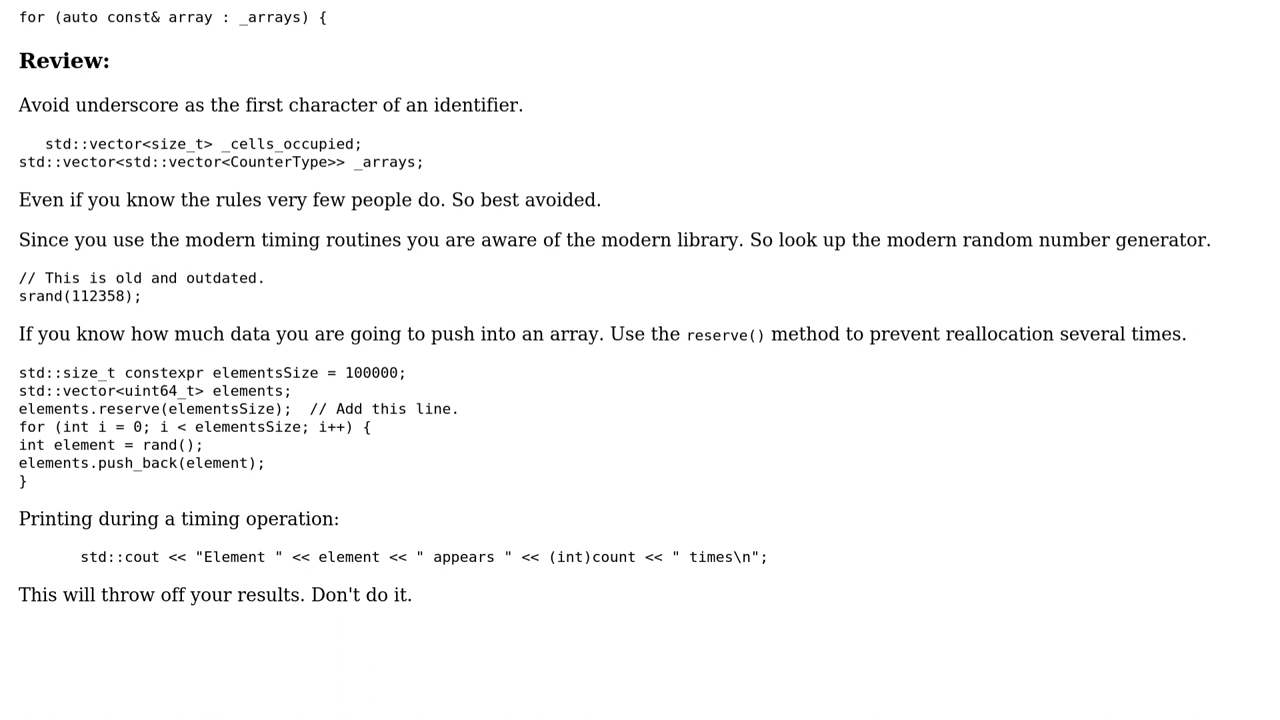 for (auto const& array : _arrays) {
Review:
Avoid underscore as the first character of an identifier.
   std::vector<size_t> _cells_occupied;
std::vector<std::vector<CounterType>> _arrays;
Even if you know the rules very few people do. So best avoided.
Since you use the modern timing routines you are aware of the modern library. So look up the modern random number generator.
// This is old and outdated.
srand(112358);
If you know how much data you are going to push into an array. Use the reserve() method to prevent reallocation several times.
std::size_t constexpr elementsSize = 100000;
std::vector<uint64_t> elements;
elements.reserve(elementsSize);  // Add this line.
for (int i = 0; i < elementsSize; i++) {
int element = rand();
elements.push_back(element);
}
Printing during a timing operation:
       std::cout << "Element " << element << " appears " << (int)count << " times\n";
This will throw off your results. Don't do it.